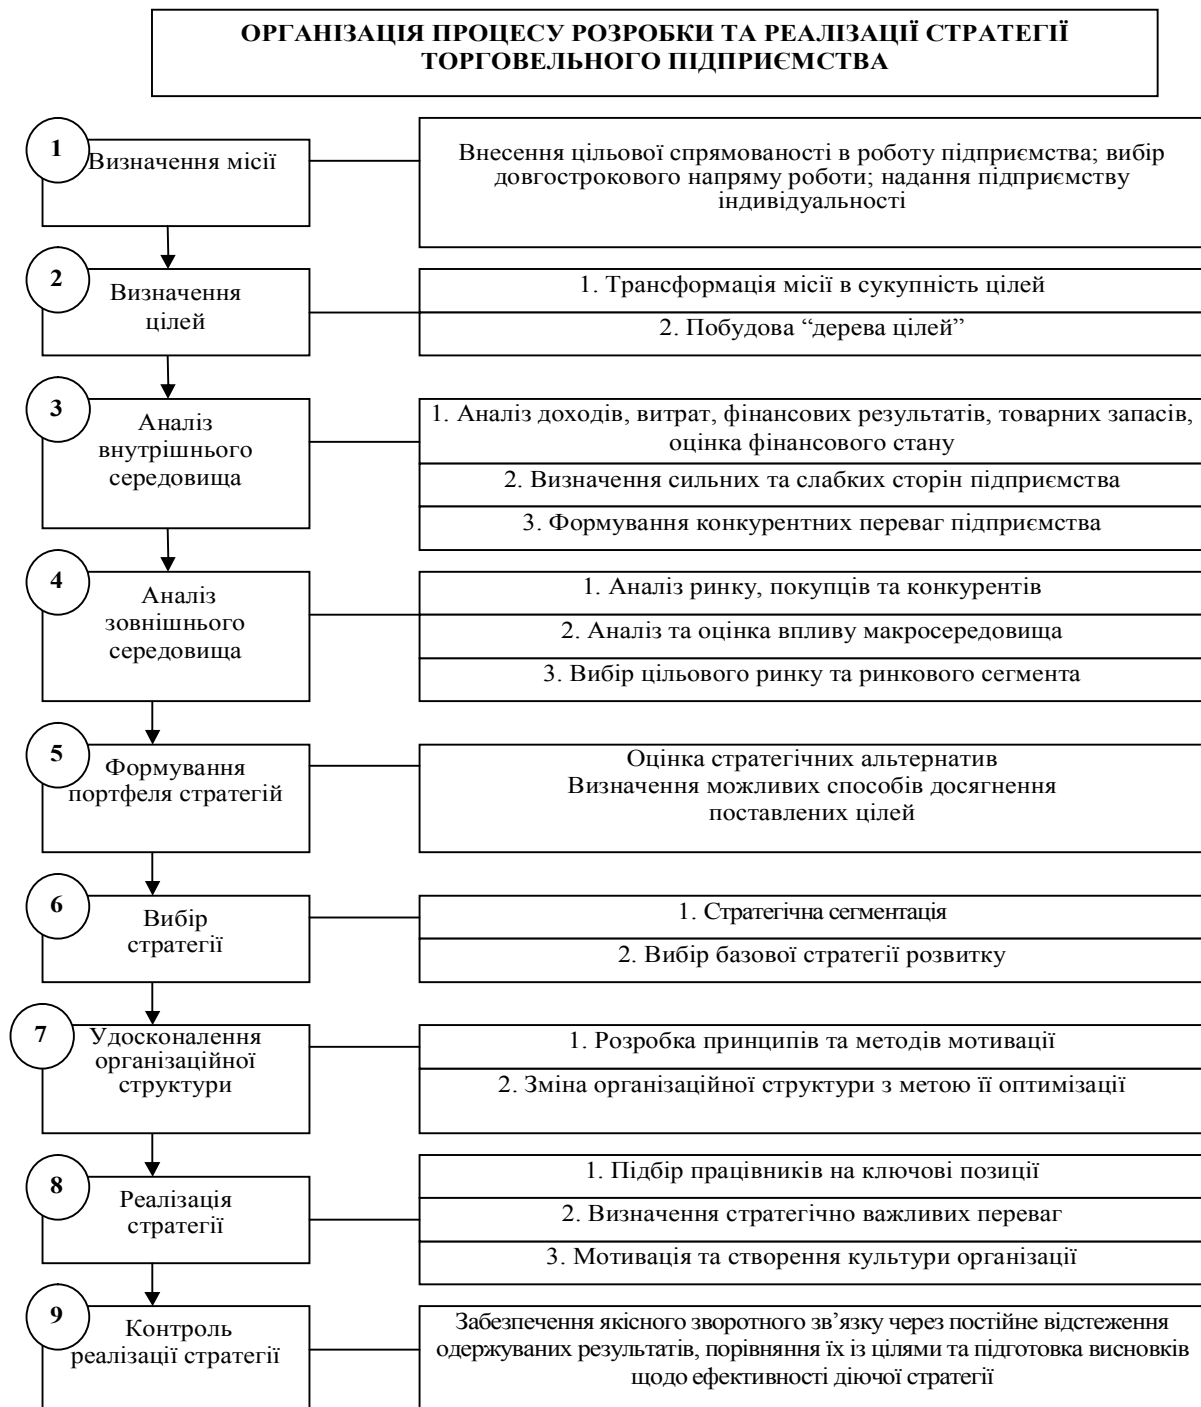 ОРГАНІЗАЦІЯ ПРОЦЕСУ РОЗРОБКИ ТА РЕАЛІЗАЦІЇ СТРАТЕГІЇ
ТОРГОВЕЛЬНОГО ПІДПРИЄМСТВА
1
Визначення місії
Внесення цільової спрямованості в роботу підприємства; вибір
довгострокового напряму роботи; надання підприємству
індивідуальності
2
Визначення
цілей
1. Трансформація місії в сукупність цілей
2. Побудова “дерева цілей”
3
Аналіз
внутрішнього
середовища
1. Аналіз доходів, витрат, фінансових результатів, товарних запасів,
оцінка фінансового стану
2. Визначення сильних та слабких сторін підприємства
3. Формування конкурентних переваг підприємства
4
Аналіз
зовнішнього
середовища
1. Аналіз ринку, покупців та конкурентів
2. Аналіз та оцінка впливу макросередовища
3. Вибір цільового ринку та ринкового сегмента
5
Формування
портфеля стратегій
Оцінка стратегічних альтернатив
Визначення можливих способів досягнення
поставлених цілей
6
Вибір
стратегії
1. Стратегічна сегментація
2. Вибір базової стратегії розвитку
7
Удосконалення
організаційної
структури
1. Розробка принципів та методів мотивації
2. Зміна організаційної структури з метою її оптимізації
8
Реалізація
стратегії
1. Підбір працівників на ключові позиції
2. Визначення стратегічно важливих переваг
3. Мотивація та створення культури організації
9
Контроль
реалізації стратегії
Забезпечення якісного зворотного зв’язку через постійне відстеження
одержуваних результатів, порівняння їх із цілями та підготовка висновків
щодо ефективності діючої стратегії